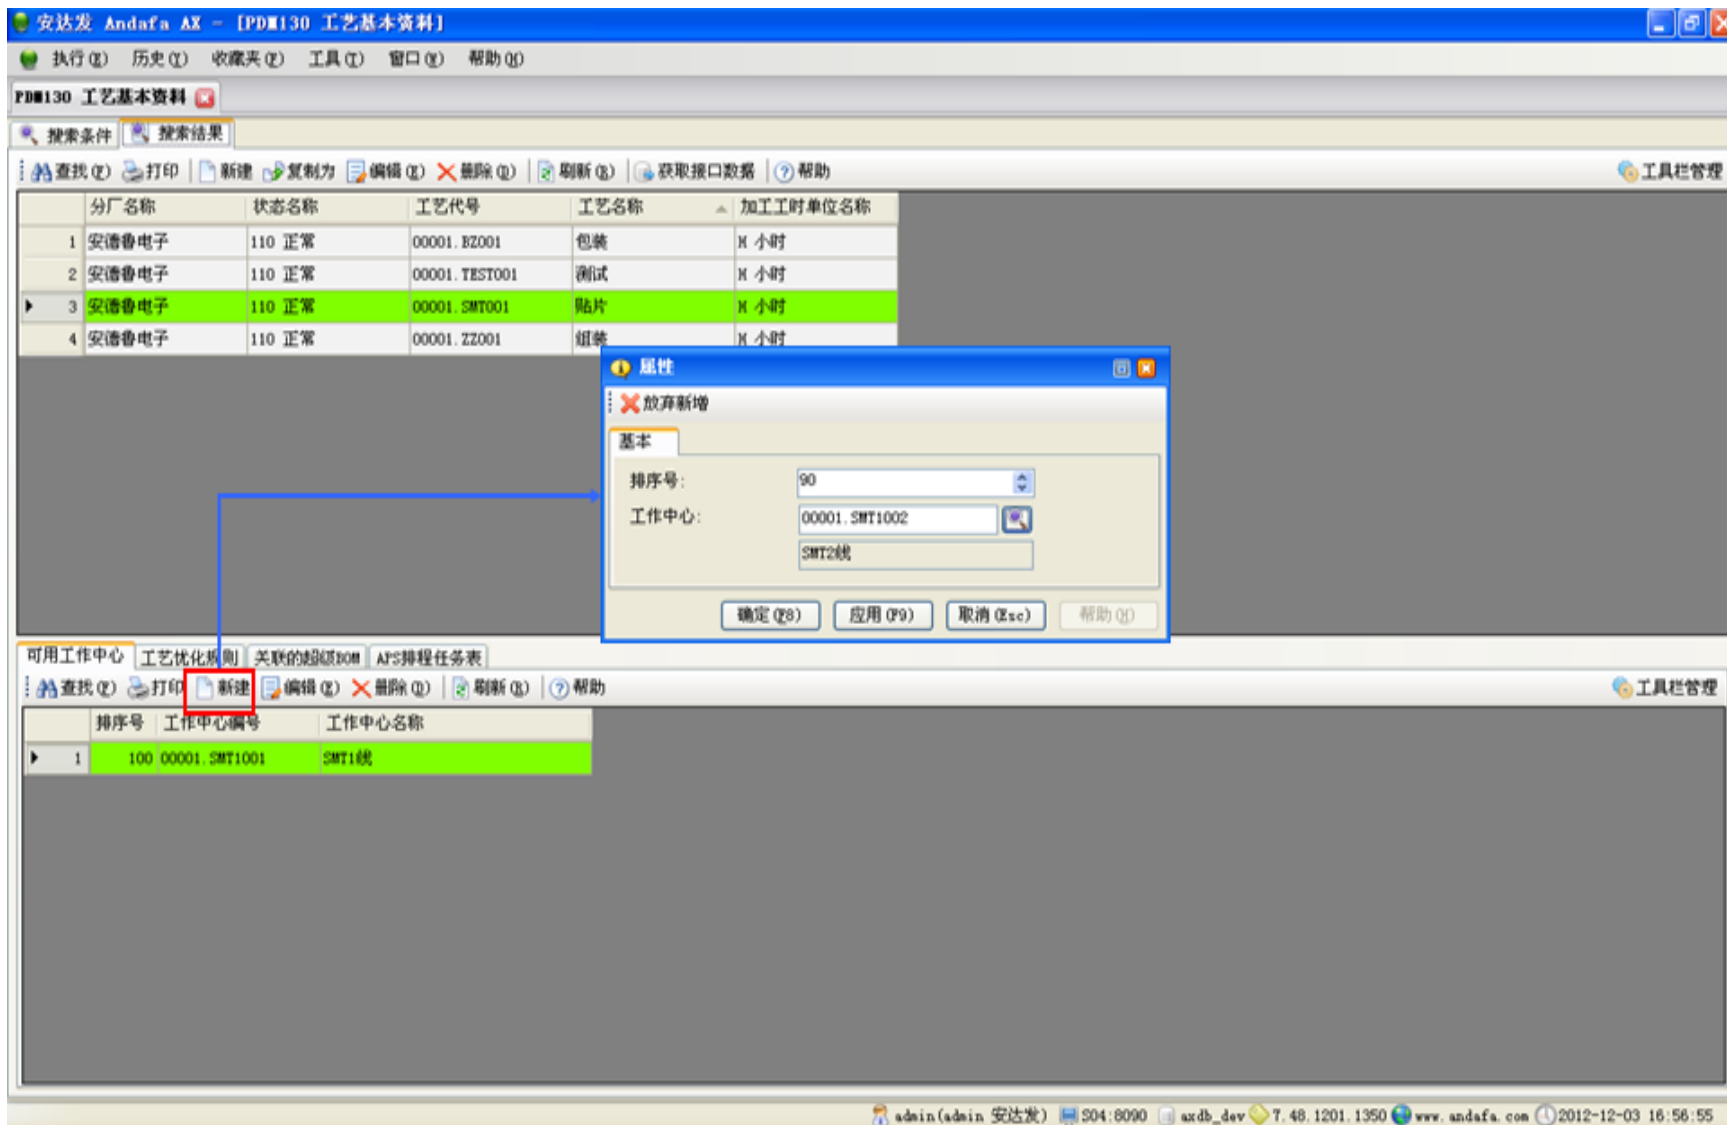 安达发 Andafa AX - [PDM130 工艺基本资料]
执行(X) 历史(Y) 收藏夹(F) 工具(T) 窗口(W) 帮助(H)
PDM130 工艺基本资料
搜索条件 搜索结果
查找(F) 打印 新建 复制为 编辑(E) 删除(D) 刷新(R) 获取接口数据 帮助 工具栏管理
分厂名称 状态名称 工艺代号 工艺名称 加工工时单位名称
1 安德鲁电子 110 正常 00001.BZ001 包装 H 小时
2 安德鲁电子 110 正常 00001.TEST001 测试 H 小时
3 安德鲁电子 110 正常 00001.SMT001 贴片 H 小时
4 安德鲁电子 110 正常 00001.ZZ001 组装 H 小时
属性
放弃新增
基本
排序号: 90
工作中心: 00001.SMT1002
SMT2线
确定(F8) 应用(F9) 取消(Esc) 帮助(H)
可用工作中心 工艺优化规则 关联的超级BOM APS排程任务表
查找(F) 打印 新建 编辑(E) 删除(D) 刷新(R) 帮助 工具栏管理
排序号 工作中心编号 工作中心名称
1 100 00001.SMT1001 SMT1线
admin(admin 安达发) S04:8090 axdb_dev 7.48.1201.1350 www.andafa.com 2012-12-03 16:56:55